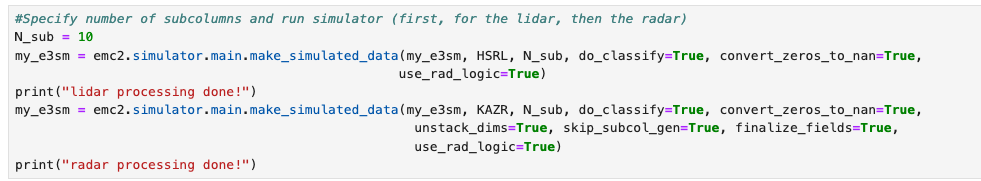 #Specify number of subcolumns and run simulator (first, for the lidar, then the radar)
N_sub = 10
my_e3sm = emc2.simulator.main.make_simulated_data(my_e3sm, HSRL, N_sub, do_classify=True, convert_zeros_to_nan=True,
                                                  use_rad_logic=True)
print("lidar processing done!")
my_e3sm = emc2.simulator.main.make_simulated_data(my_e3sm, KAZR, N_sub, do_classify=True, convert_zeros_to_nan=True,
                                                    unstack_dims=True, skip_subcol_gen=True, finalize_fields=True,
                                                    use_rad_logic=True)
print("radar processing done!")